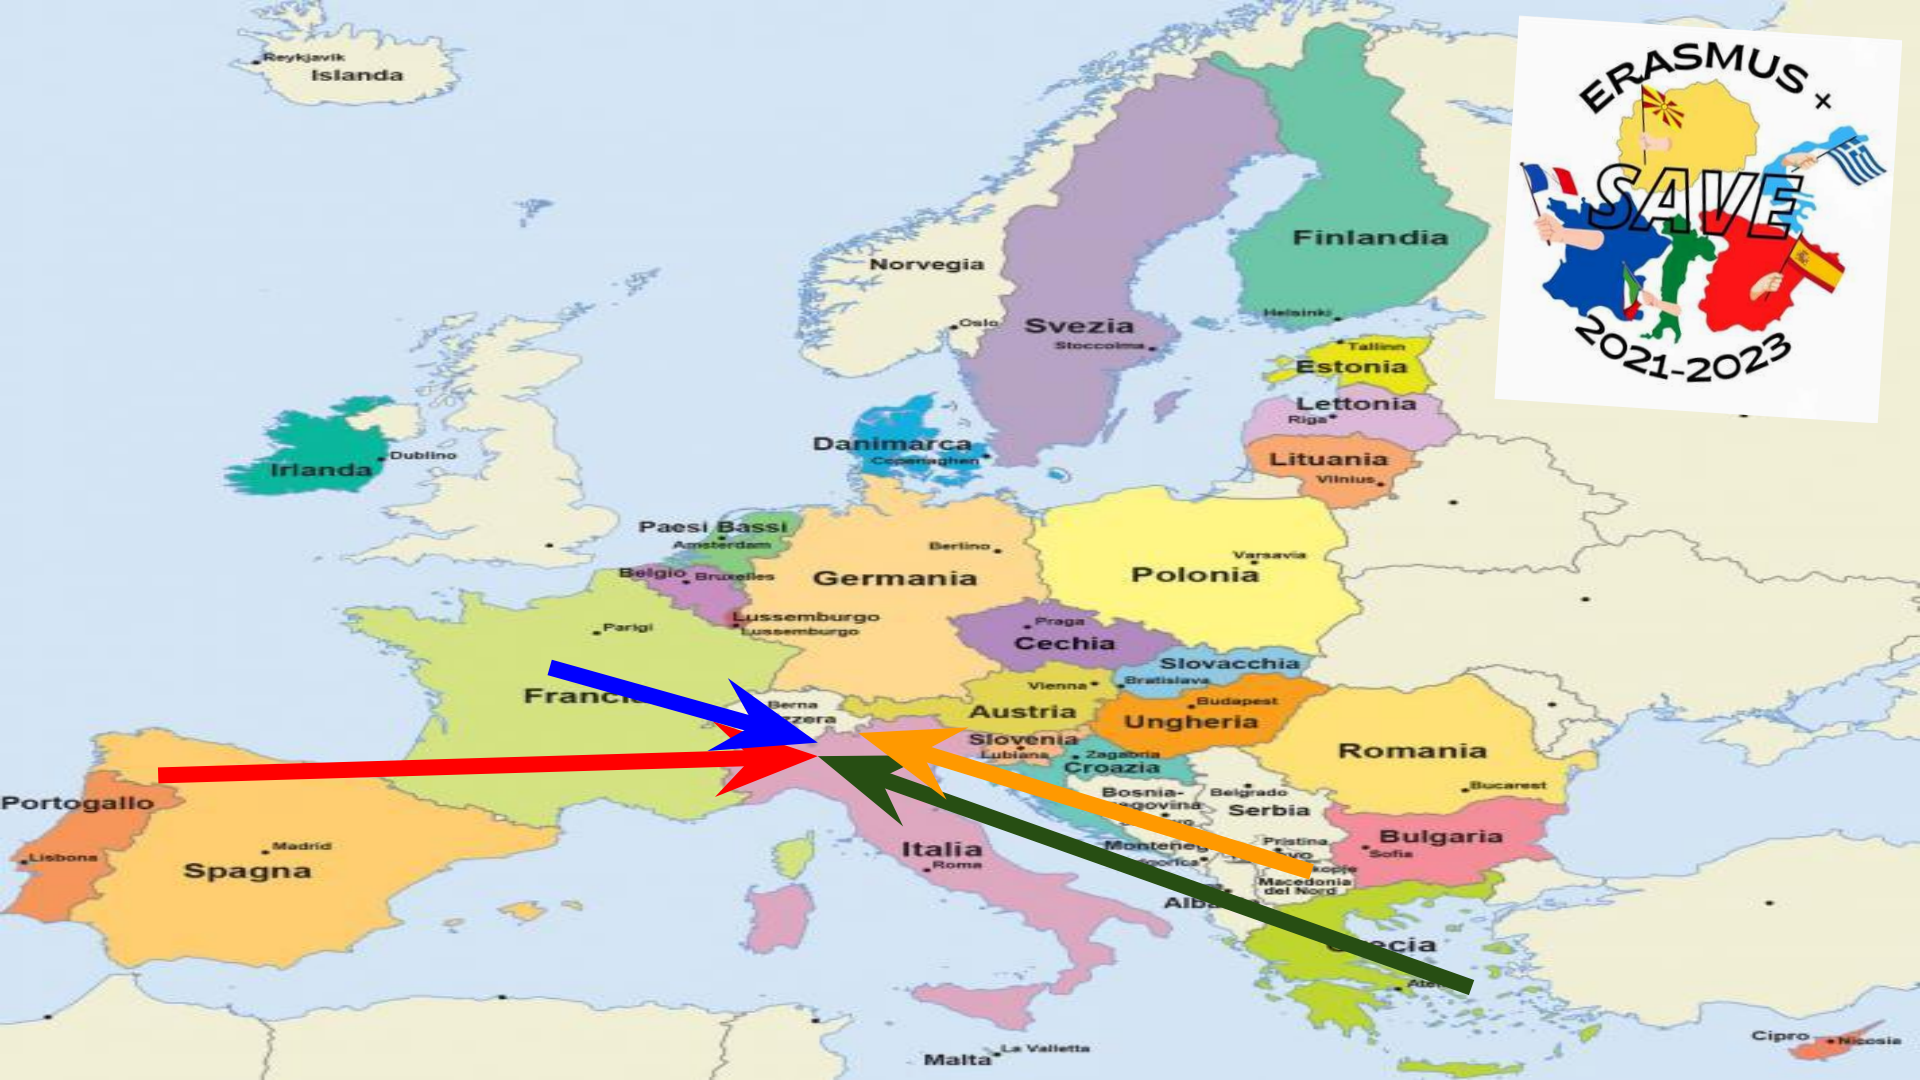 Reykjavik
Islanda
ERASMUS +
SAVE
2021-2023
Norvegia
Oslo
Svezia
Stoccolma
Finlandia
Helsinki
Tallinn
Estonia
Lettonia
Riga
Lituania
Vilnius
Irlanda
Dublino
Danimarca
Copenaghen
Paesi Bassi
Amsterdam
Belgio
Bruxelles
Lussemburgo
Lussemburgo
Germania
Berlino
Polonia
Varsavia
Parigi
Praga
Cechia
Slovacchia
Bratislava
Vienna
Austria
Budapest
Ungheria
Berna
Slovenia
Lubiana
Zagabria
Croazia
Romania
Bucarest
Bosnia-
Belgrado
Serbia
Pristina
Bulgaria
Sofia
Macedonia
del Nord
Portogallo
Lisbona
Madrid
Spagna
Italia
Roma
Malta
La Valletta
Cipro
Nicosia